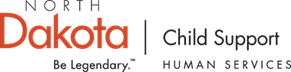 NORTH
Dakota
Be Legendary.™
Child Support
HUMAN SERVICES